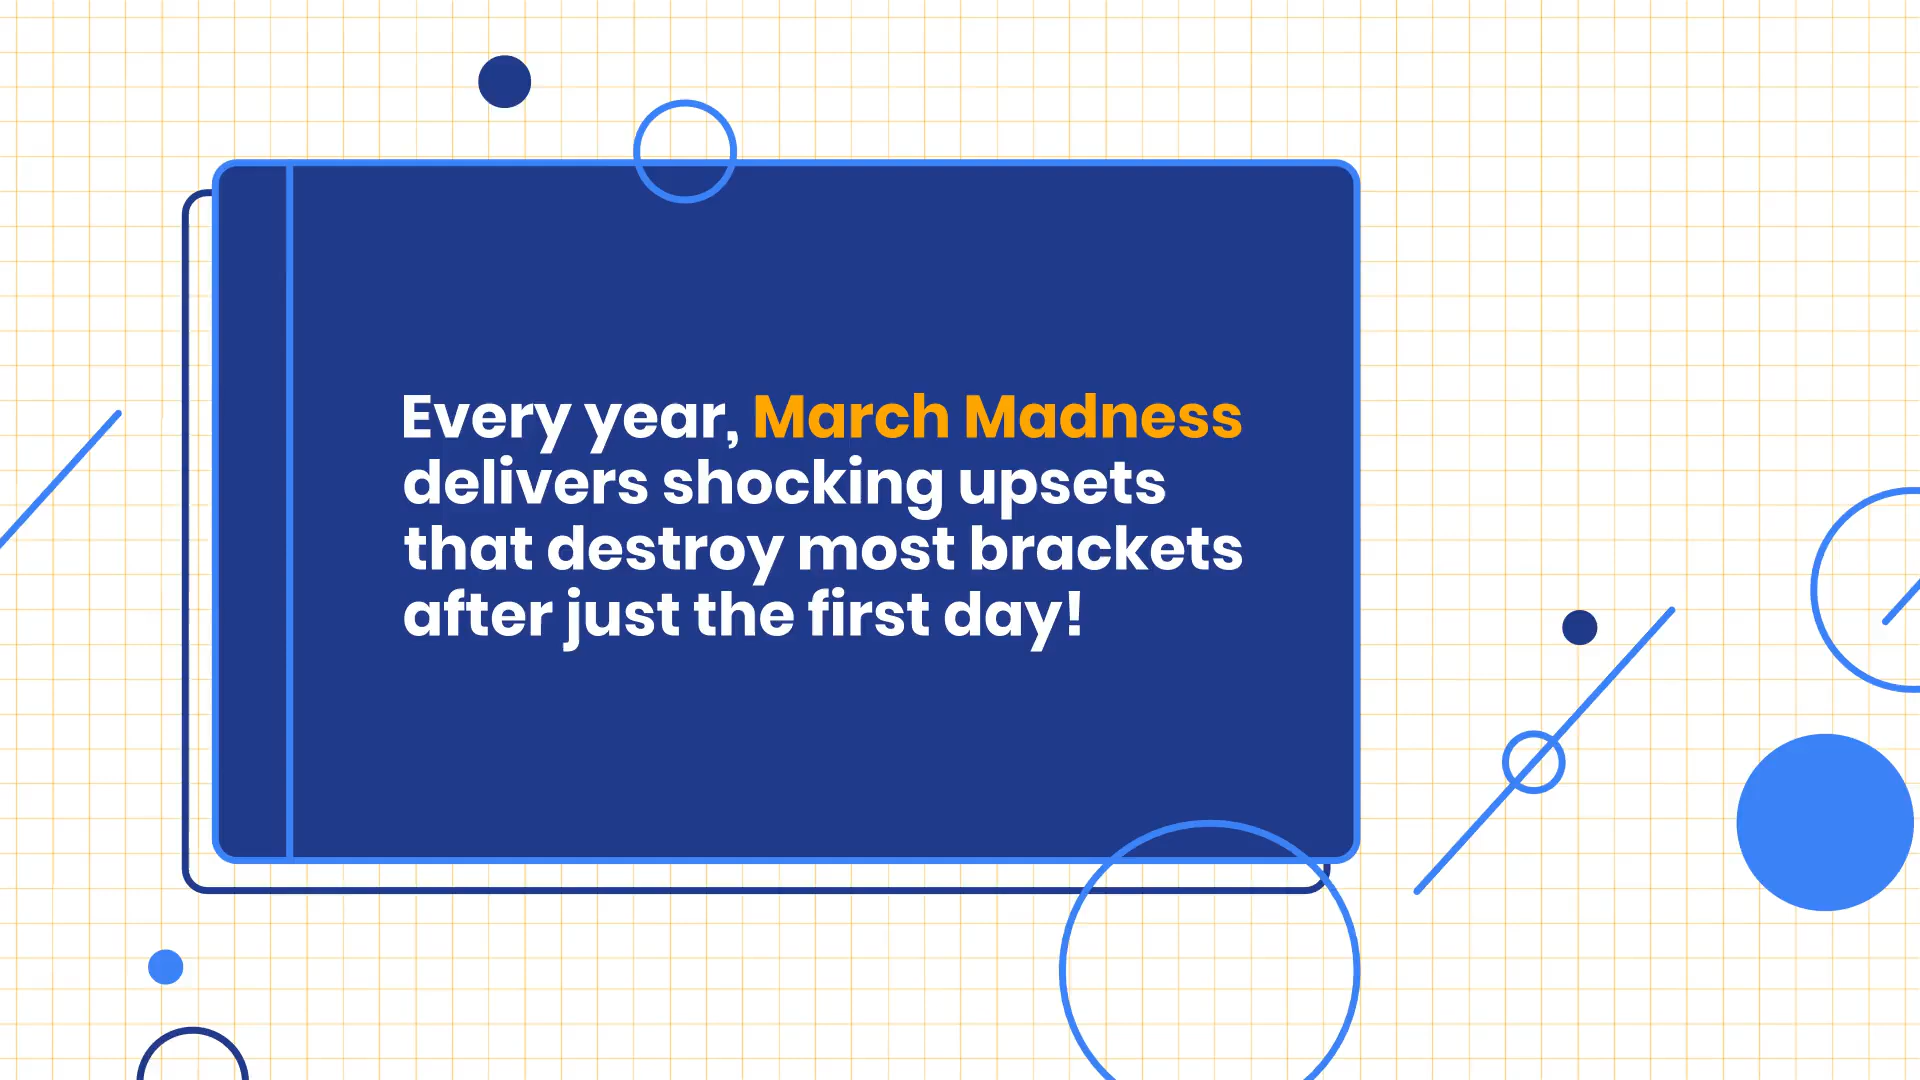 Every year, March Madness
delivers shocking upsets
that destroy most brackets
after just the first day!